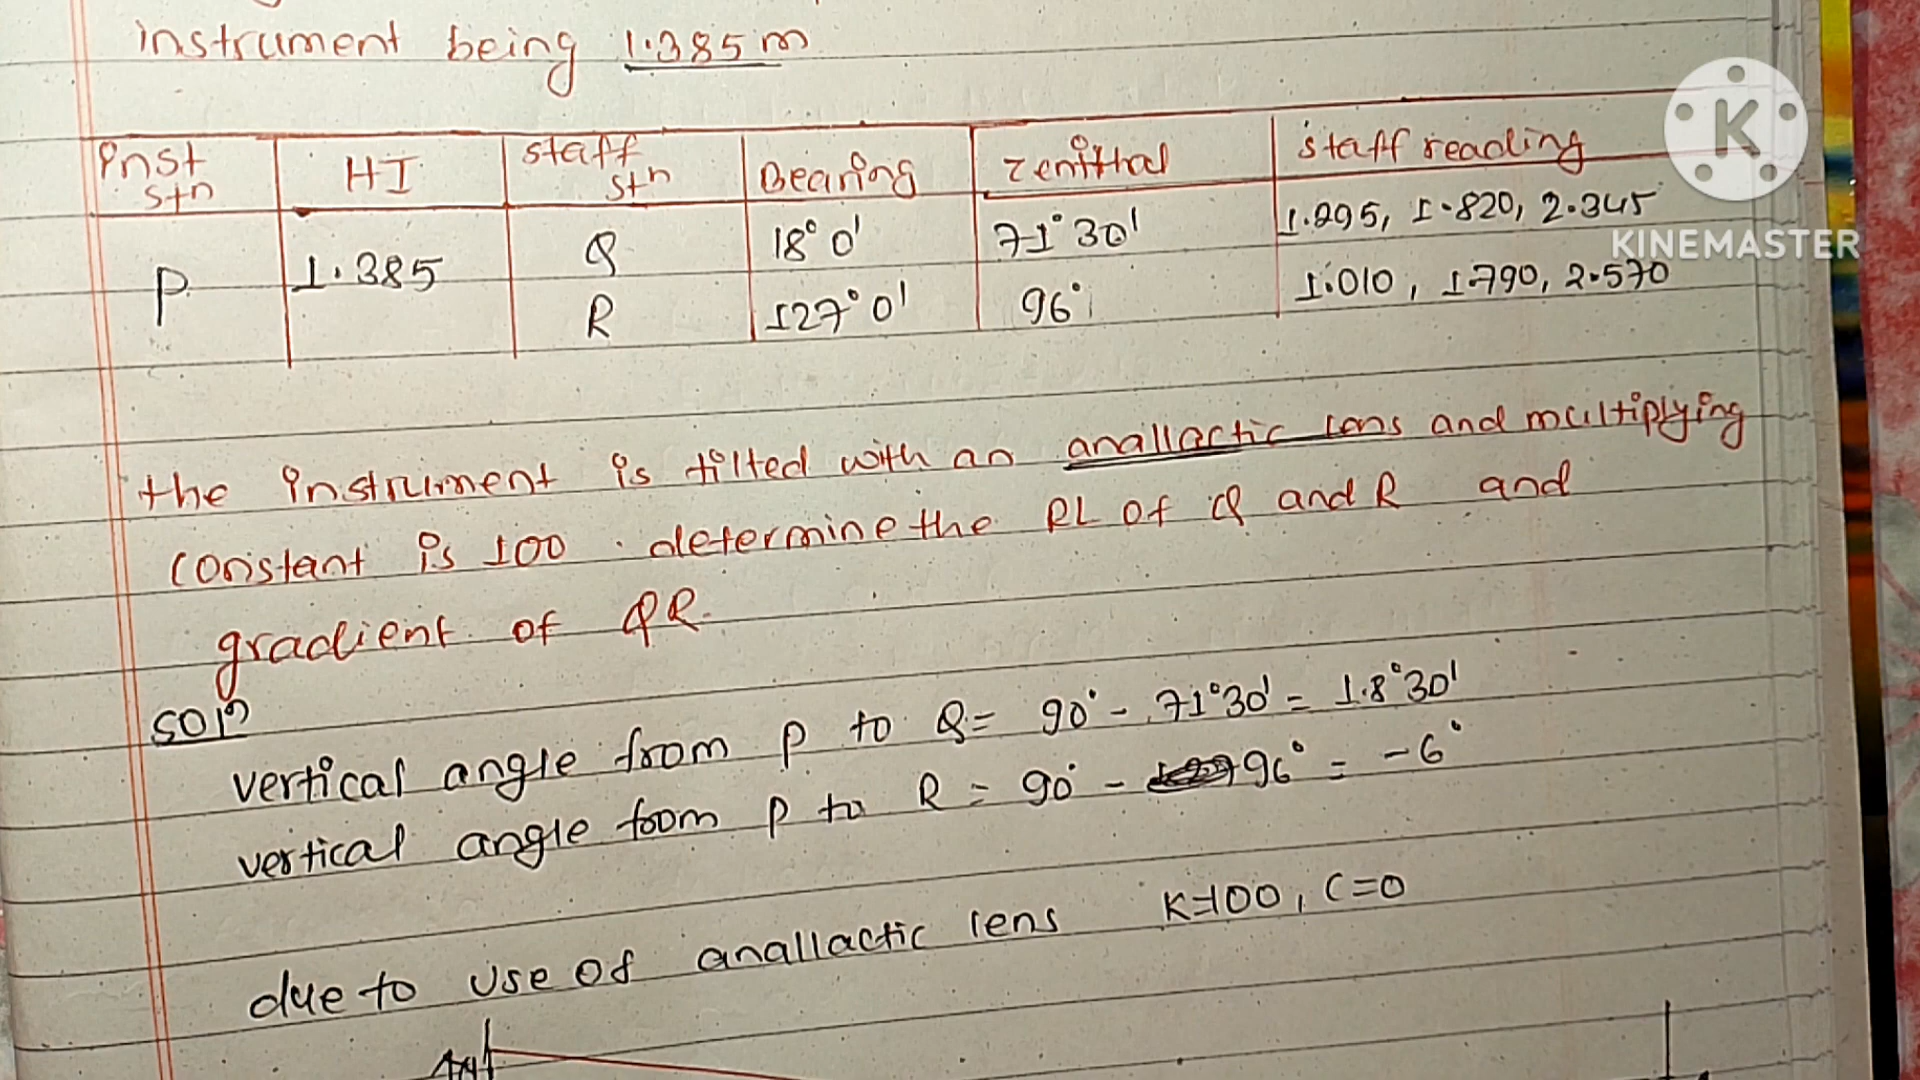 instrument being 1.385 m
inst stn HI staff stn Bearing zenithal staff reading
P 1.385 Q 18°0' 71°30' 1.295, 1.820, 2.345
R 127°0' 96° 1.010, 1.790, 2.570
K
KINEMASTER
the instrument is tilted with an anallactic lens and multiplying
constant is 100. determine the RL of Q and R and
gradient of QR.
soln
vertical angle from P to Q = 90° - 71°30' = 18°30'
vertical angle from P to R = 90° - 96° = -6°
due to use of anallactic lens K=100, C=0